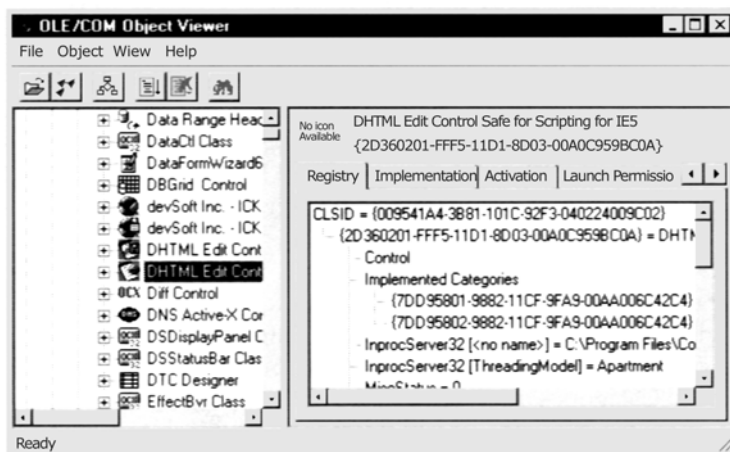 OLE/COM Object Viewer
File Object Wiew Help
Data Range Heac
DataCtl Class
DataFormWizard6
DBGrid Control
devSoft Inc. - ICK
devSoft Inc. - ICK
DHTML Edit Cont
DHTML Edit Cont
OCX Diff Control
DNS Active-X Cor
DSDisplayPanel C
DSStatusBar Clas
DTC Designer
EffectBvr Class
No icon
Available
DHTML Edit Control Safe for Scripting for IE5
{2D360201-FFF5-11D1-8D03-00A0C959BC0A}
Registry Implementation Activation Launch Permissio
CLSID = {009541A4-3B81-101C-92F3-040224009C02}
{2D360201-FFF5-11D1-8D03-00A0C959BC0A} = DHTM
Control
Implemented Categories
{7DD95801-9882-11CF-9FA9-00AA006C42C4}
{7DD95802-9882-11CF-9FA9-00AA006C42C4}
InprocServer32 [<no name>] = C:\Program Files\Co
InprocServer32 [ThreadingModel] = Apartment
MiscStatus = 0
Ready